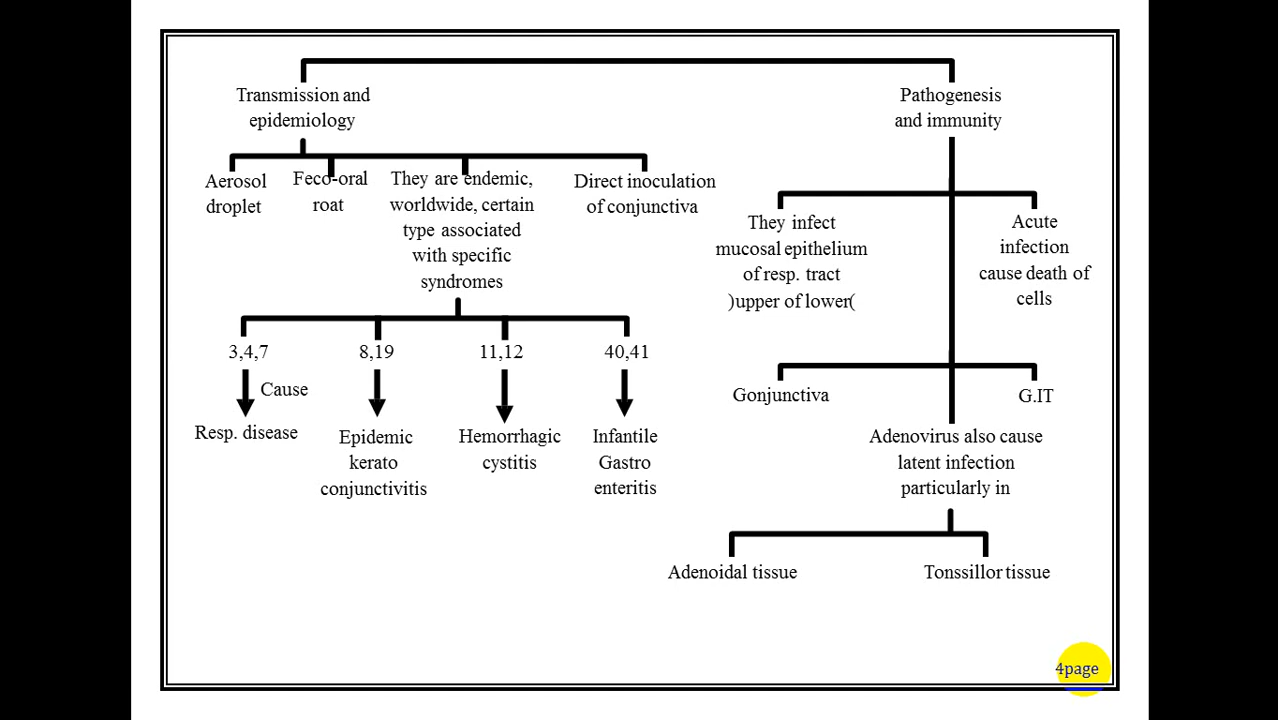 Transmission and
epidemiology
Pathogenesis
and immunity
Aerosol
droplet
Feco-oral
roat
They are endemic,
worldwide, certain
type associated
with specific
syndromes
Direct inoculation
of conjunctiva
They infect
mucosal epithelium
of resp. tract
)upper of lower(
Acute
infection
cause death of
cells
3,4,7
8,19
11,12
40,41
Cause
Resp. disease
Epidemic
kerato
conjunctivitis
Hemorrhagic
cystitis
Infantile
Gastro
enteritis
Gonjunctiva
G.IT
Adenovirus also cause
latent infection
particularly in
Adenoidal tissue
Tonssillor tissue
4page